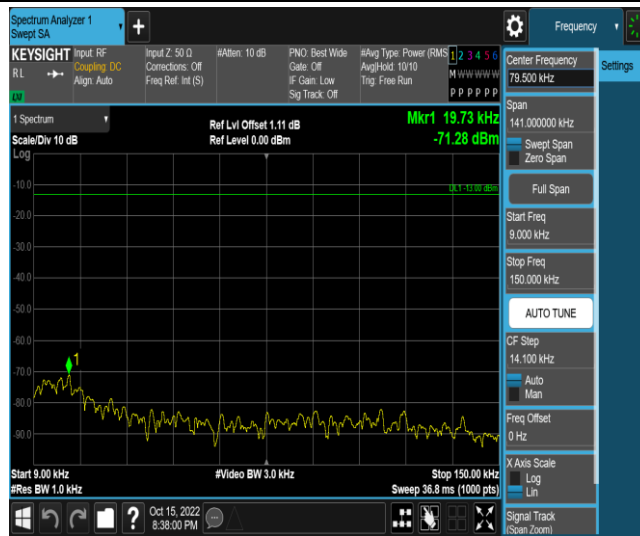 Spectrum Analyzer 1
Swept SA
Frequency
KEYSIGHT
RL
Input: RF
Coupling: DC
Align: Auto
Input Z: 50 Ω
Corrections: Off
Freq Ref: Int (S)
#Atten: 10 dB
PNO: Best Wide
Gate: Off
IF Gain: Low
Sig Track: Off
#Avg Type: Power (RMS
Avg|Hold: 10/10
Trig: Free Run
1 2 3 4 5 6
M W W W W W
P P P P P P
1 Spectrum
Scale/Div 10 dB
Log
Ref Lvl Offset 1.11 dB
Ref Level 0.00 dBm
Mkr1 19.73 kHz
-71.28 dBm
DL1 -13.00 dBm
-10.0
-20.0
-30.0
-40.0
-50.0
-60.0
-70.0
-80.0
-90.0
1
Start 9.00 kHz
#Res BW 1.0 kHz
#Video BW 3.0 kHz
Stop 150.00 kHz
Sweep 36.8 ms (1000 pts)
Oct 15, 2022
8:38:00 PM
Center Frequency
79.500 kHz
Settings
Span
141.000000 kHz
Swept Span
Zero Span
Full Span
Start Freq
9.000 kHz
Stop Freq
150.000 kHz
AUTO TUNE
CF Step
14.100 kHz
Auto
Man
Freq Offset
0 Hz
X Axis Scale
Log
Lin
Signal Track
(Span Zoom)